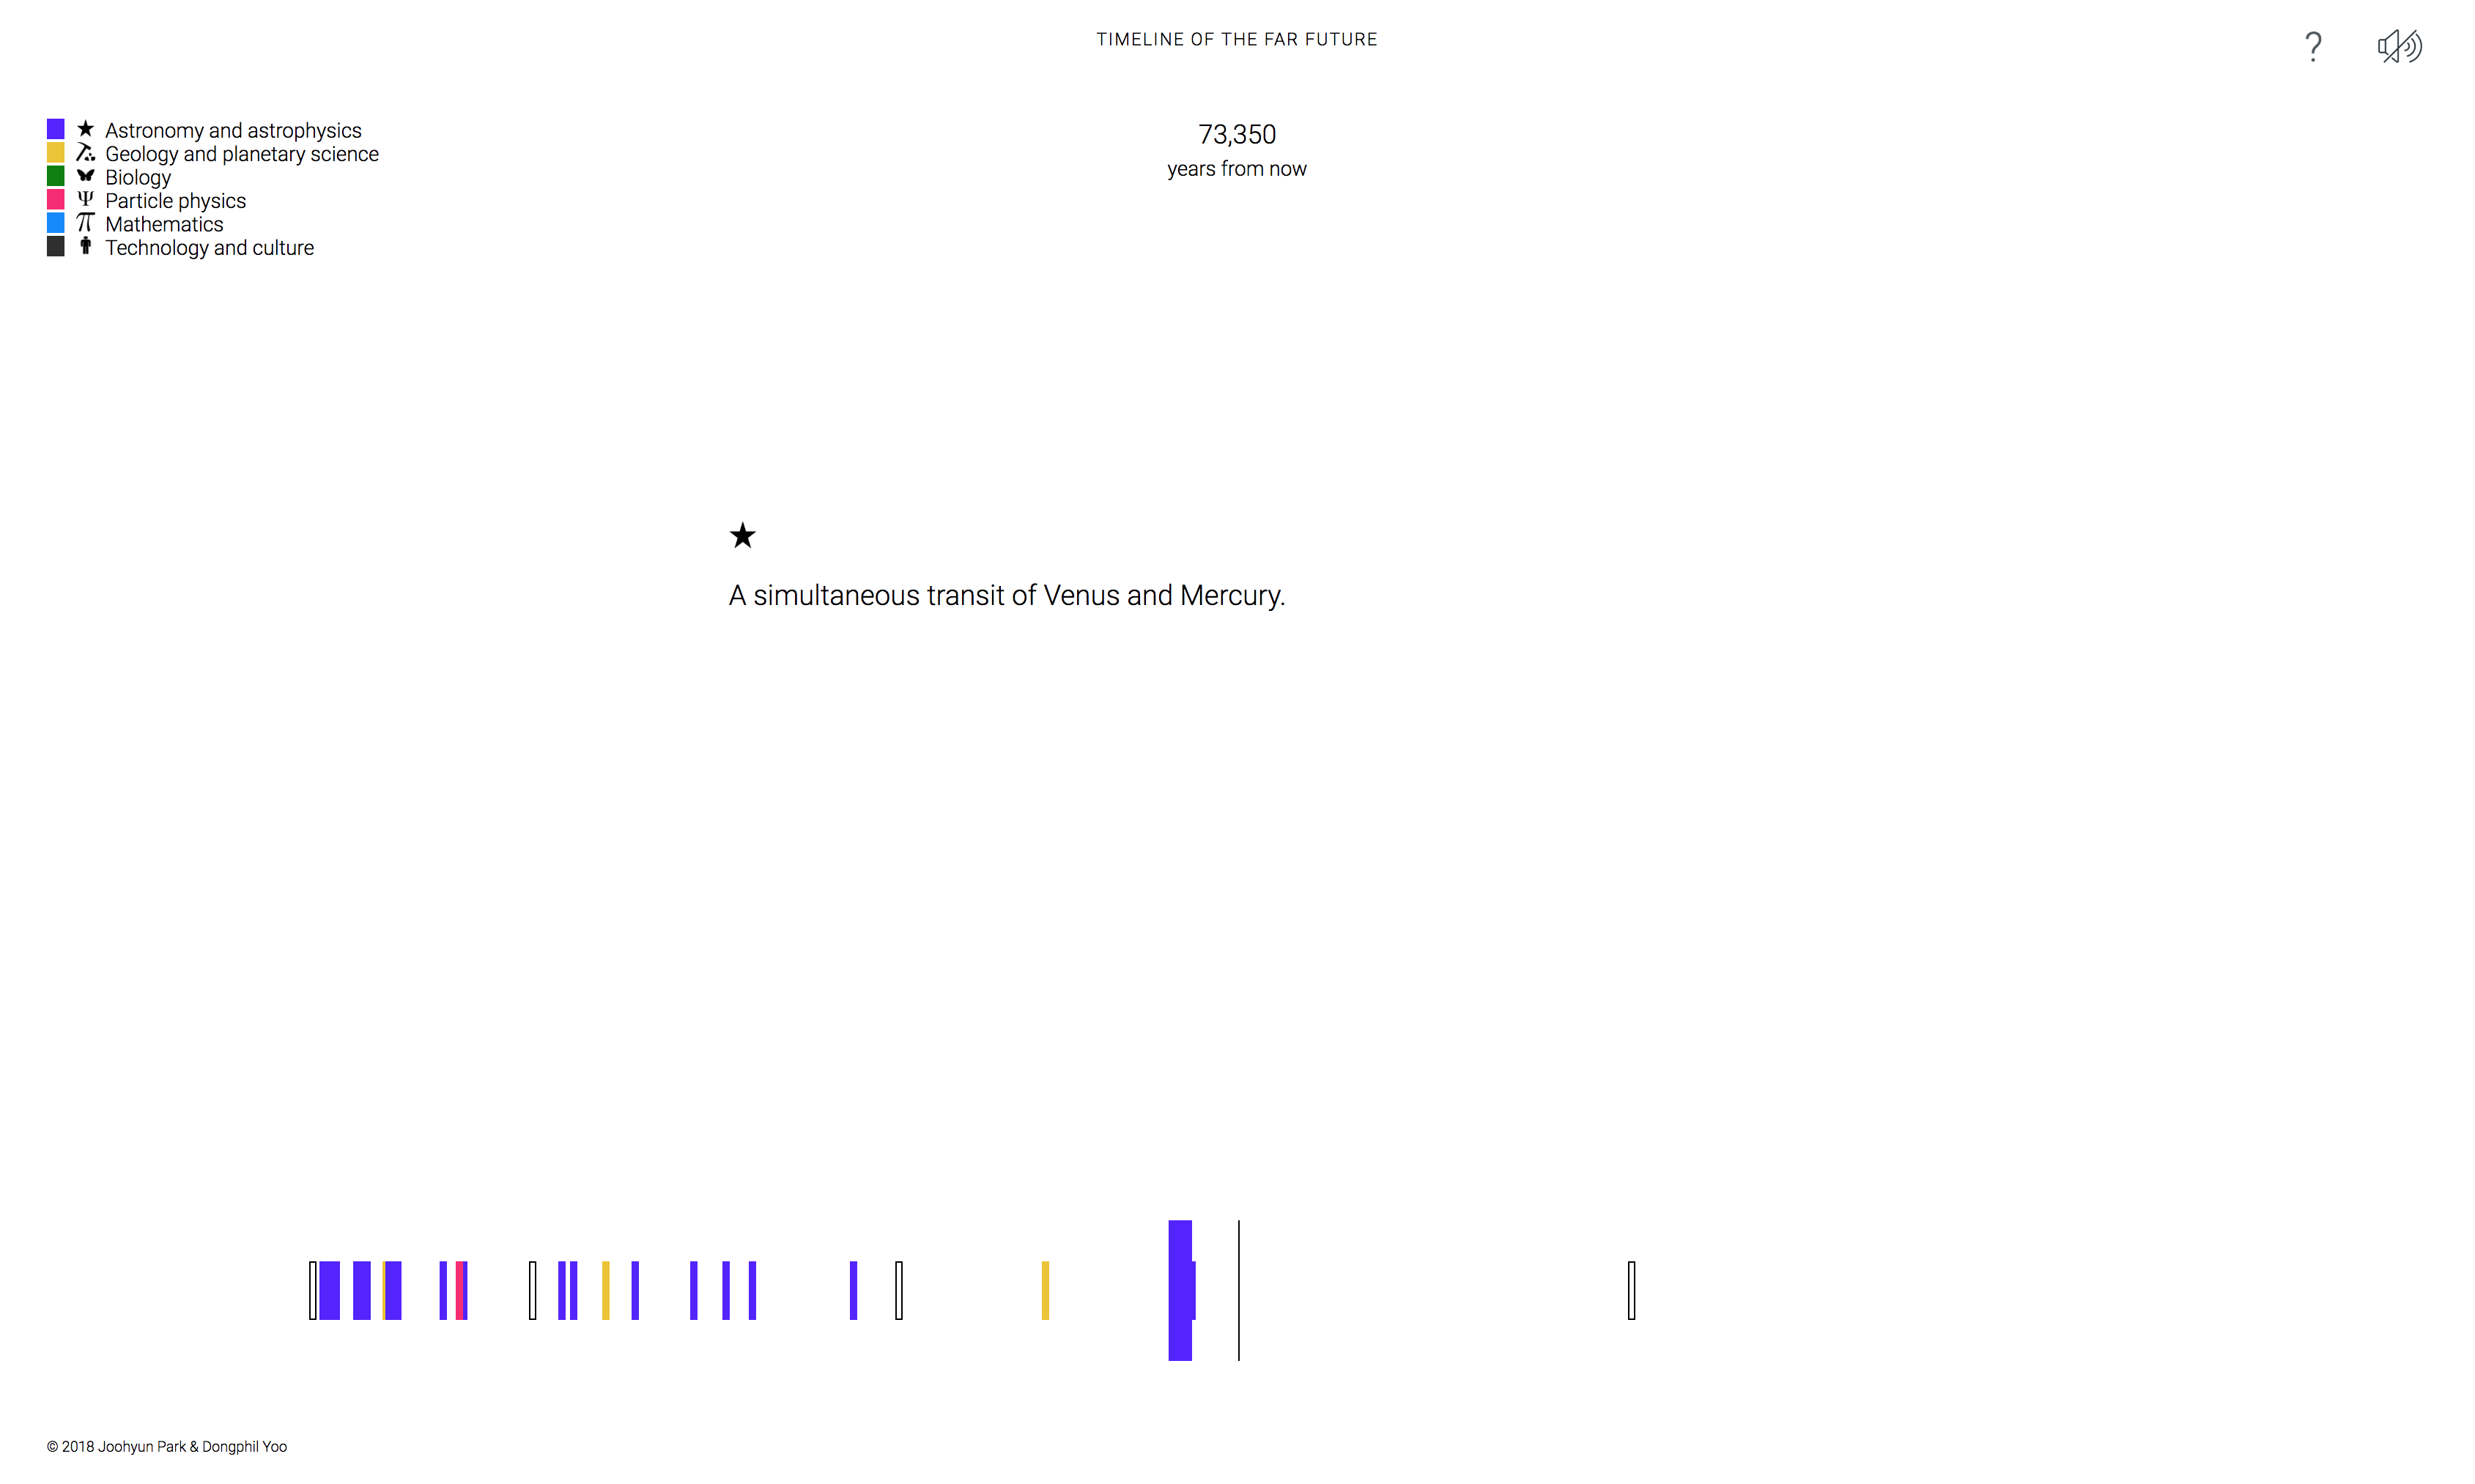 TIMELINE OF THE FAR FUTURE
?
Astronomy and astrophysics
Geology and planetary science
Biology
Ψ Particle physics
π Mathematics
Technology and culture
73,350
years from now
A simultaneous transit of Venus and Mercury.
© 2018 Joohyun Park & Dongphil Yoo